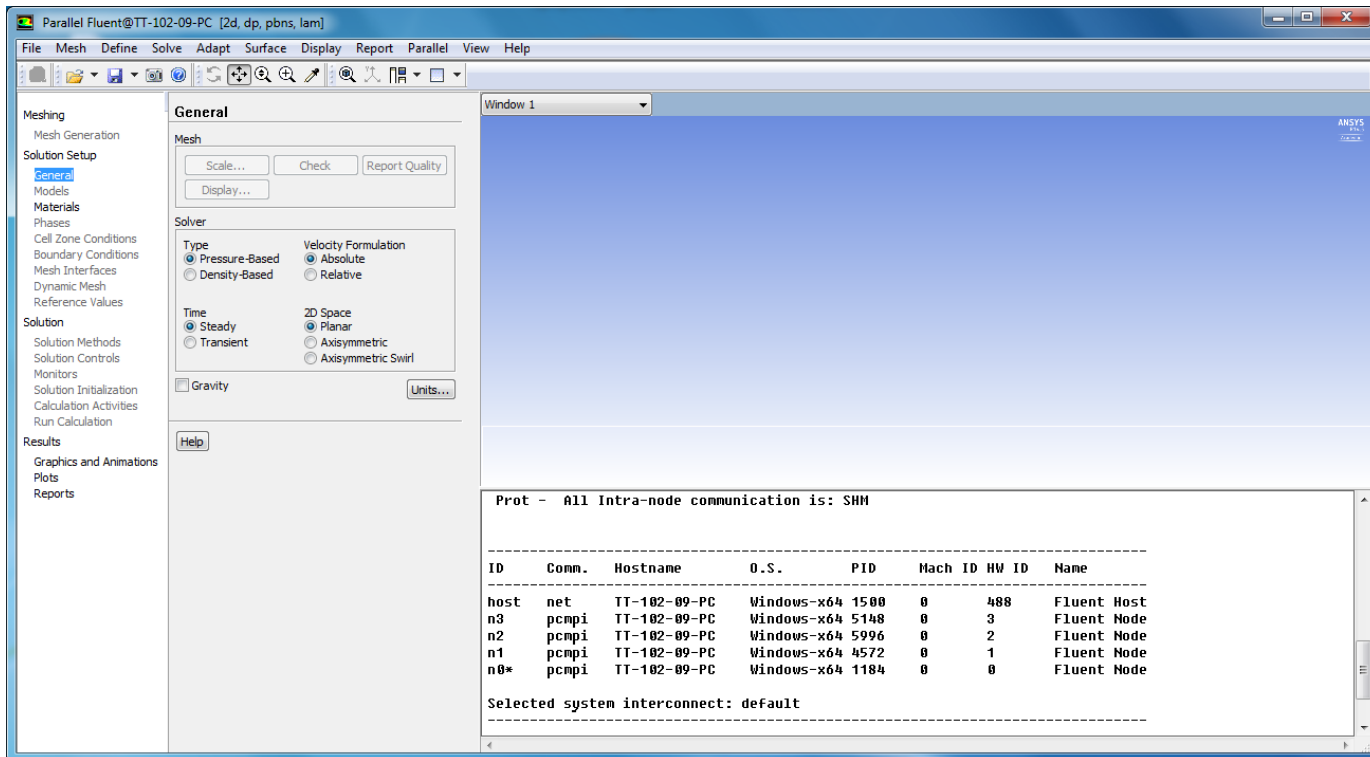 Parallel Fluent@TT-102-09-PC [2d, dp, pbns, lam]
File Mesh Define Solve Adapt Surface Display Report Parallel View Help
Meshing
Mesh Generation
Solution Setup
General
Models
Materials
Phases
Cell Zone Conditions
Boundary Conditions
Mesh Interfaces
Dynamic Mesh
Reference Values
Solution
Solution Methods
Solution Controls
Monitors
Solution Initialization
Calculation Activities
Run Calculation
Results
Graphics and Animations
Plots
Reports
General
Mesh
Scale... Check Report Quality
Display...
Solver
Type Velocity Formulation
Pressure-Based Absolute
Density-Based Relative
Time 2D Space
Steady Planar
Transient Axisymmetric
Axisymmetric Swirl
Gravity Units...
Help
Window 1
ANSYS
Prot - All Intra-node communication is: SHM
------------------------------------------------------------------------------
ID Comm. Hostname O.S. PID Mach ID HW ID Name
------------------------------------------------------------------------------
host net TT-102-09-PC Windows-x64 1500 0 488 Fluent Host
n3 pcmpi TT-102-09-PC Windows-x64 5148 0 3 Fluent Node
n2 pcmpi TT-102-09-PC Windows-x64 5996 0 2 Fluent Node
n1 pcmpi TT-102-09-PC Windows-x64 4572 0 1 Fluent Node
n0* pcmpi TT-102-09-PC Windows-x64 1184 0 0 Fluent Node
Selected system interconnect: default
------------------------------------------------------------------------------